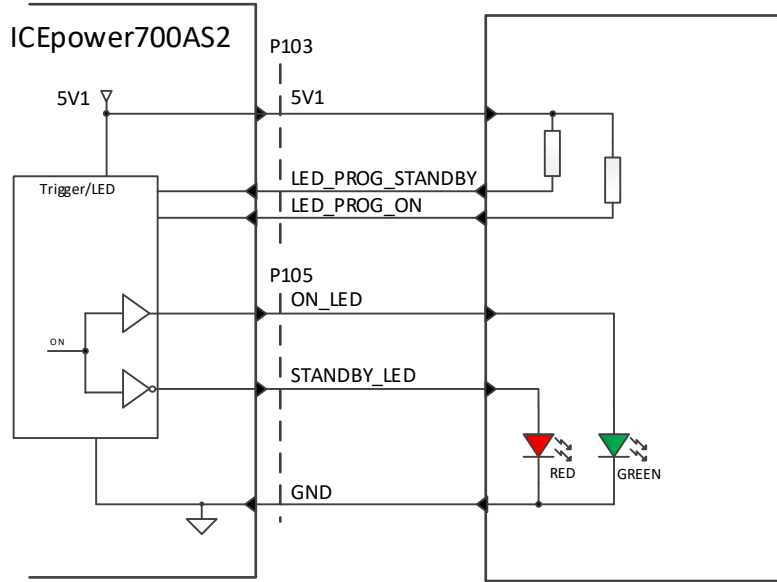 ICEpower700AS2
P103
5V1
5V1
Trigger/LED
LED_PROG_STANDBY
LED_PROG_ON
P105
ON_LED
ON
STANDBY_LED
RED
GREEN
GND